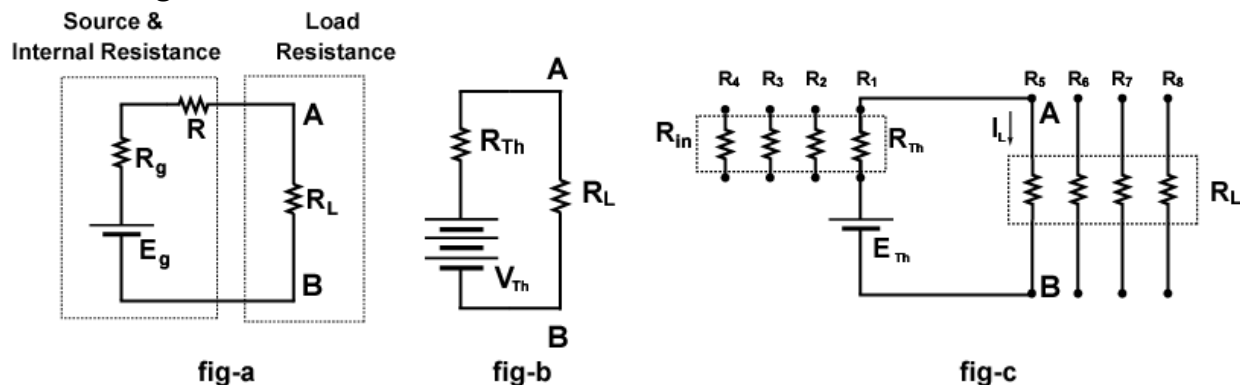 Source &
Internal Resistance
Load
Resistance
R
A
Rg
RL
Eg
B
fig-a
A
RTh
RL
VTh
B
fig-b
R4 R3 R2 R1 R5 R6 R7 R8
A
Rin
RTh
IL
RL
ETh
B
fig-c